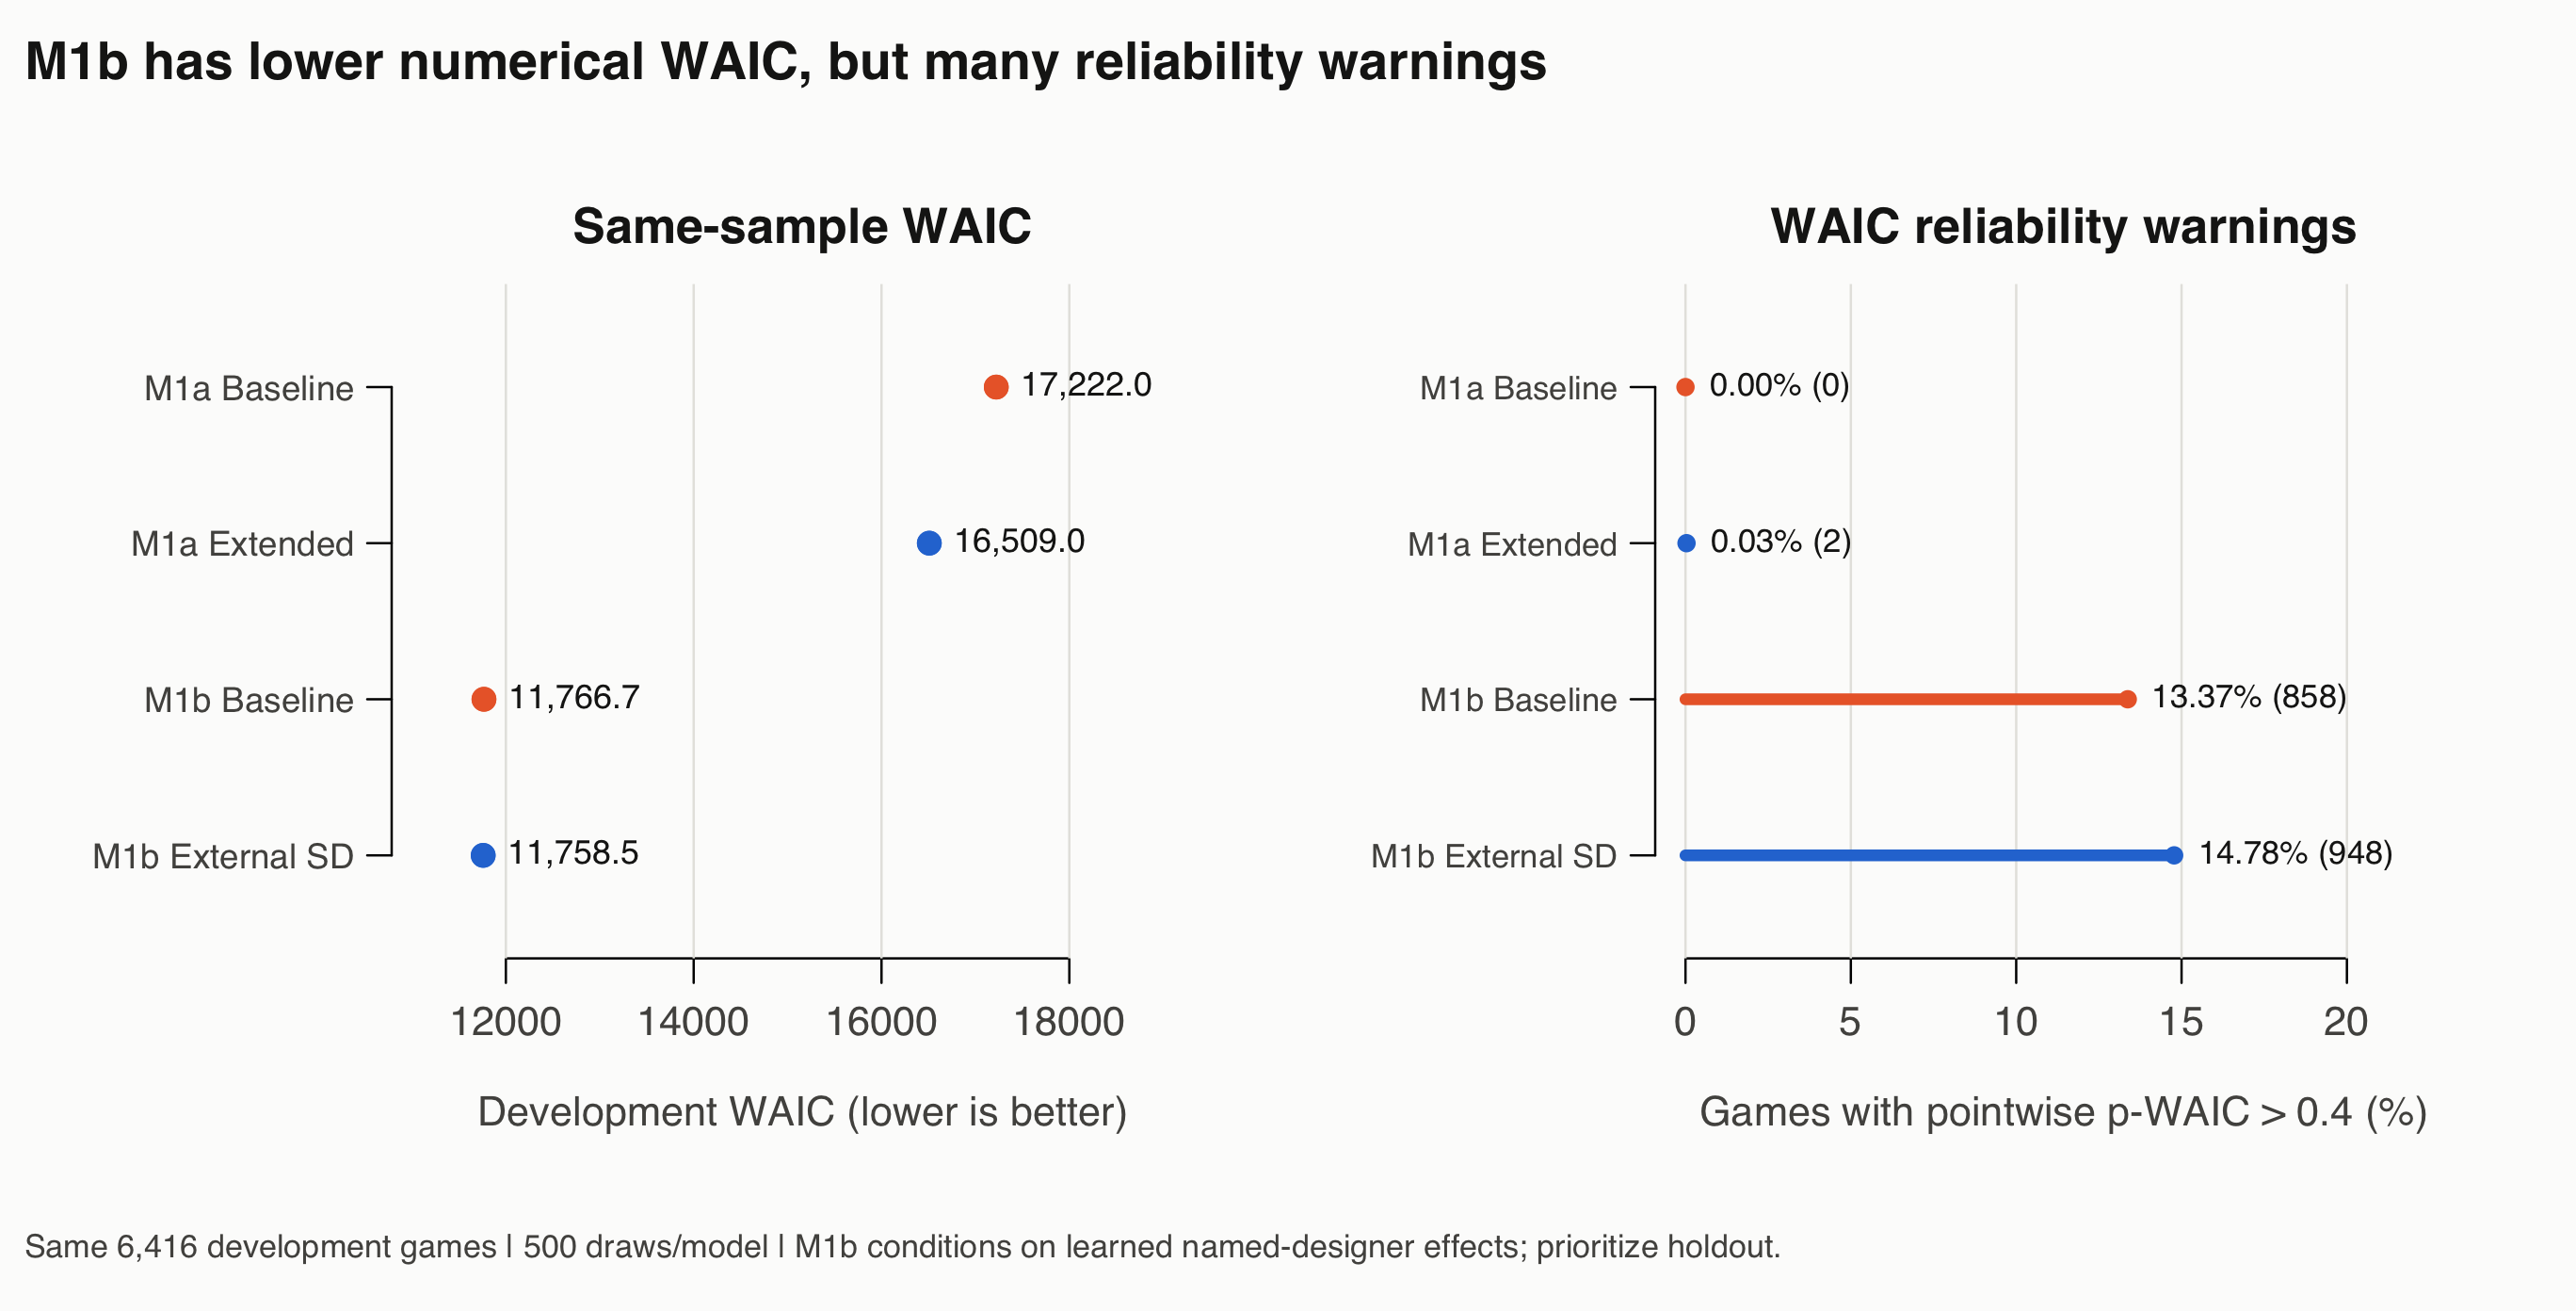 M1b has lower numerical WAIC, but many reliability warnings
Same-sample WAIC
M1a Baseline
17,222.0
M1a Extended
16,509.0
M1b Baseline
11,766.7
M1b External SD
11,758.5
12000 14000 16000 18000
Development WAIC (lower is better)
WAIC reliability warnings
M1a Baseline
0.00% (0)
M1a Extended
0.03% (2)
M1b Baseline
13.37% (858)
M1b External SD
14.78% (948)
0 5 10 15 20
Games with pointwise p-WAIC > 0.4 (%)
Same 6,416 development games | 500 draws/model | M1b conditions on learned named-designer effects; prioritize holdout.